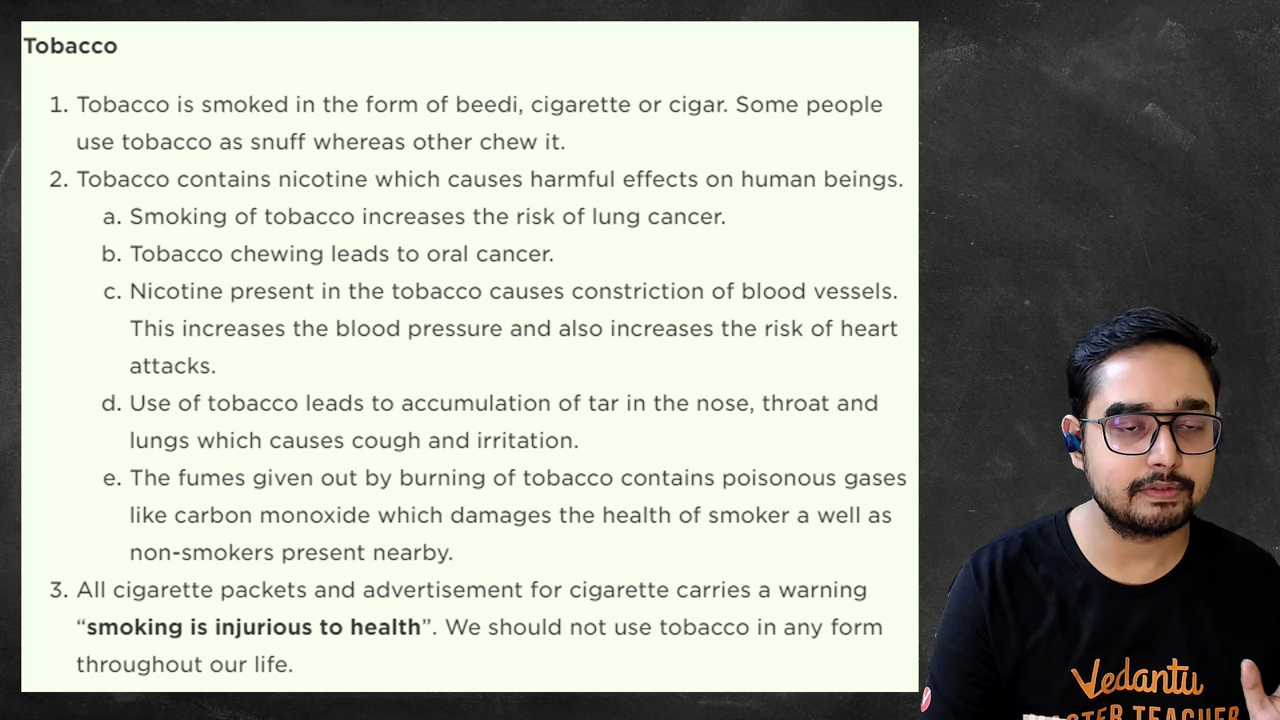 Tobacco
1. Tobacco is smoked in the form of beedi, cigarette or cigar. Some people
use tobacco as snuff whereas other chew it.
2. Tobacco contains nicotine which causes harmful effects on human beings.
a. Smoking of tobacco increases the risk of lung cancer.
b. Tobacco chewing leads to oral cancer.
c. Nicotine present in the tobacco causes constriction of blood vessels.
This increases the blood pressure and also increases the risk of heart
attacks.
d. Use of tobacco leads to accumulation of tar in the nose, throat and
lungs which causes cough and irritation.
e. The fumes given out by burning of tobacco contains poisonous gases
like carbon monoxide which damages the health of smoker a well as
non-smokers present nearby.
3. All cigarette packets and advertisement for cigarette carries a warning
“smoking is injurious to health”. We should not use tobacco in any form
throughout our life.
Vedantu
MASTER TEACHER